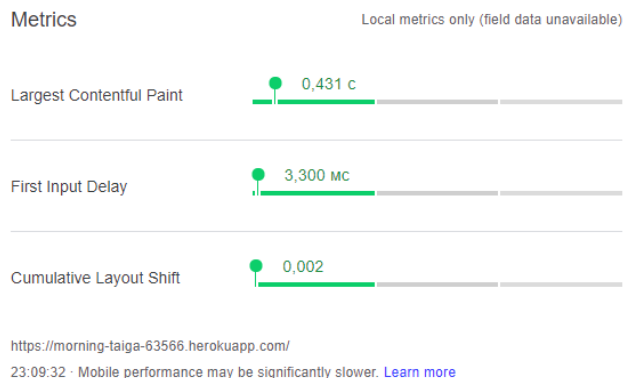 Metrics
Local metrics only (field data unavailable)
Largest Contentful Paint
0,431 с
First Input Delay
3,300 мс
Cumulative Layout Shift
0,002
https://morning-taiga-63566.herokuapp.com/
23:09:32 · Mobile performance may be significantly slower. Learn more